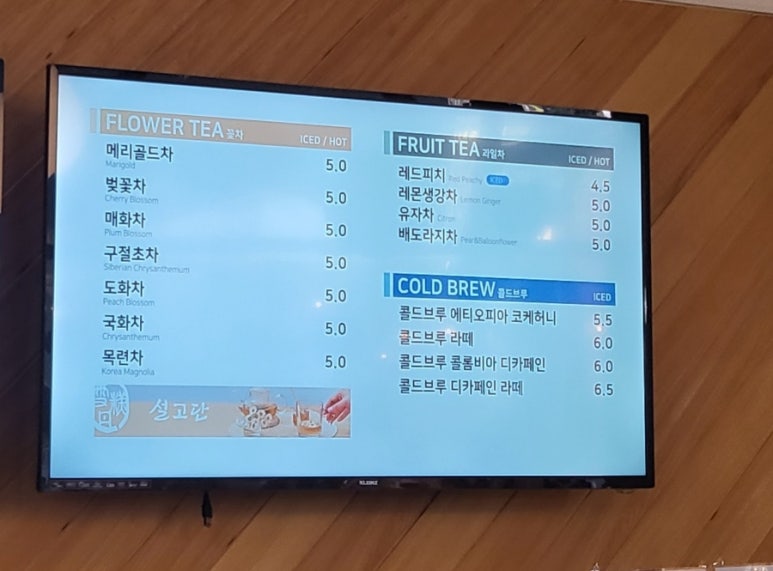 FLOWER TEA 꽃차 ICED / HOT
메리골드차 5.0
Marigold
벚꽃차 5.0
Cherry Blossom
매화차 5.0
Plum Blossom
구절초차 5.0
Siberian Chrysanthemum
도화차 5.0
Peach Blossom
국화차 5.0
Chrysanthemum
목련차 5.0
Korea Magnolia
설고단
FRUIT TEA 과일차 ICED / HOT
레드피치 Red Peachy ICED 4.5
레몬생강차 Lemon Ginger 5.0
유자차 Citron 5.0
배도라지차 Pear&Baloonflower 5.0
COLD BREW 콜드브루 ICED
콜드브루 에티오피아 코케허니 5.5
콜드브루 라떼 6.0
콜드브루 콜롬비아 디카페인 6.0
콜드브루 디카페인 라떼 6.5